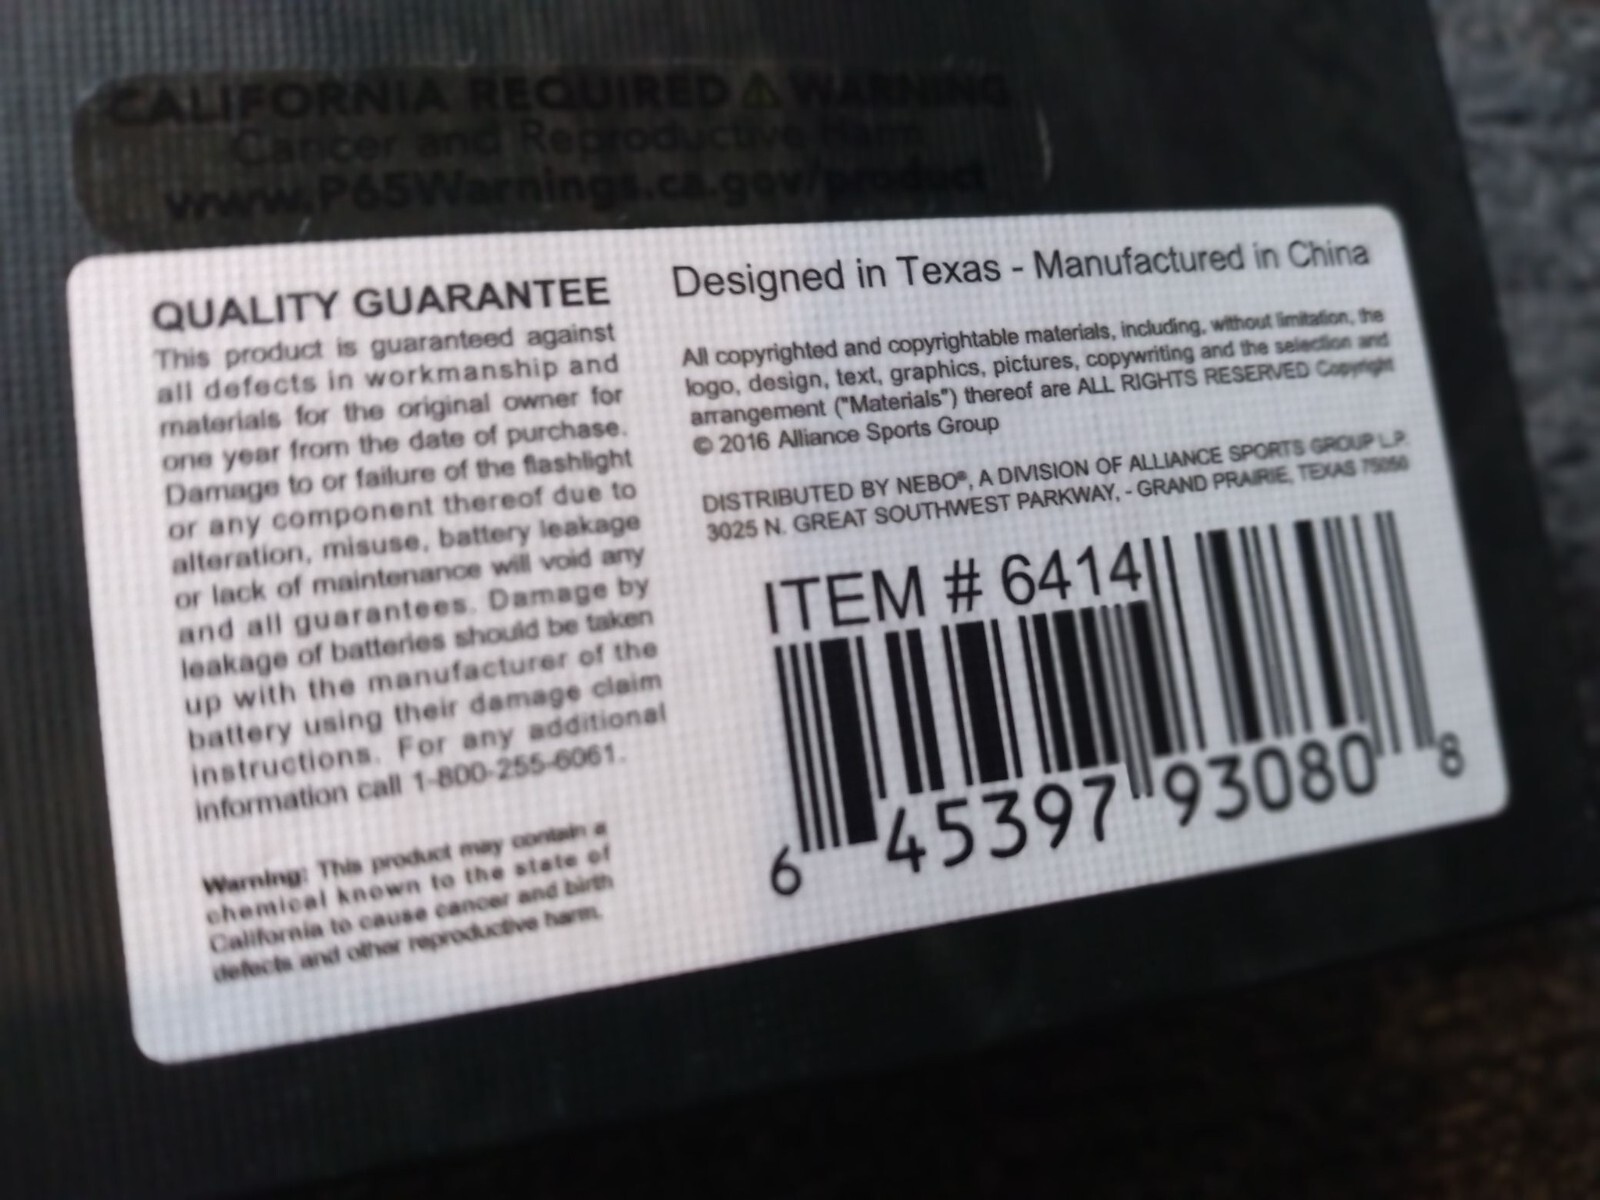 CALIFORNIA REQUIRED ⚠ WARNING
Cancer and Reproductive Harm
www.P65Warnings.ca.gov/product
QUALITY GUARANTEE
This product is guaranteed against
all defects in workmanship and
materials for the original owner for
one year from the date of purchase.
Damage to or failure of the flashlight
or any component thereof due to
alteration, misuse, battery leakage
or lack of maintenance will void any
and all guarantees. Damage by
leakage of batteries should be taken
up with the manufacturer of the
battery using their damage claim
instructions. For any additional
information call 1-800-255-6061.
Warning: This product may contain a
chemical known to the state of
California to cause cancer and birth
defects and other reproductive harm.
Designed in Texas - Manufactured in China
All copyrighted and copyrightable materials, including, without limitation, the
logo, design, text, graphics, pictures, copywriting and the selection and
arrangement ("Materials") thereof are ALL RIGHTS RESERVED Copyright
© 2016 Alliance Sports Group
DISTRIBUTED BY NEBO®, A DIVISION OF ALLIANCE SPORTS GROUP L.P.
3025 N. GREAT SOUTHWEST PARKWAY, - GRAND PRAIRIE, TEXAS 75050
ITEM # 6414
6 45397 93080 8